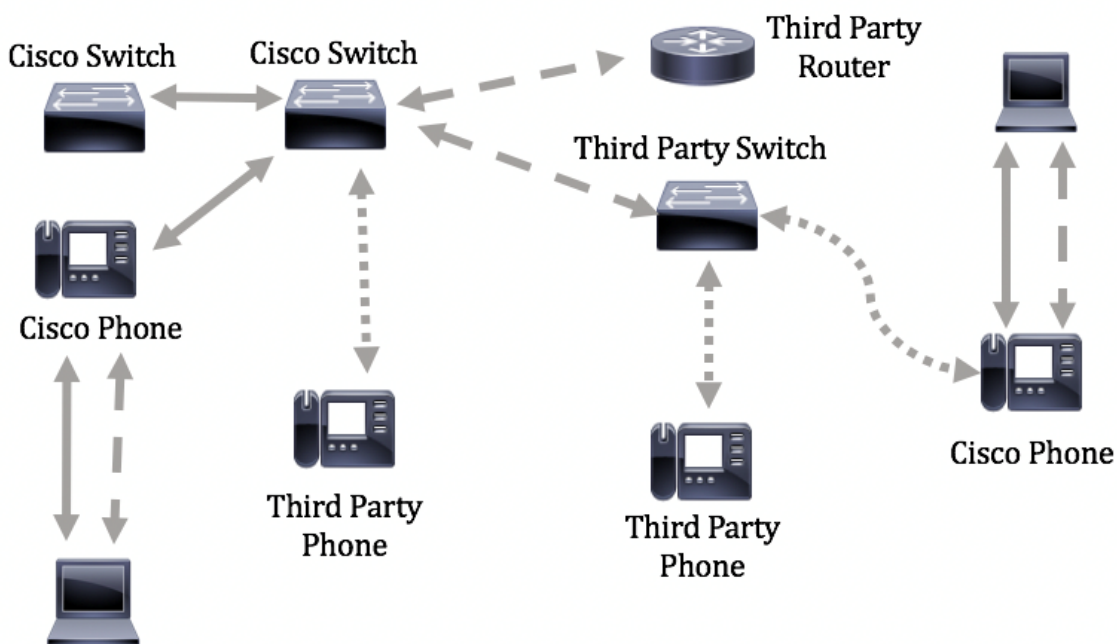 Cisco Switch
Cisco Switch
Third Party
Router
Third Party Switch
Cisco Phone
Third Party
Phone
Third Party
Phone
Cisco Phone